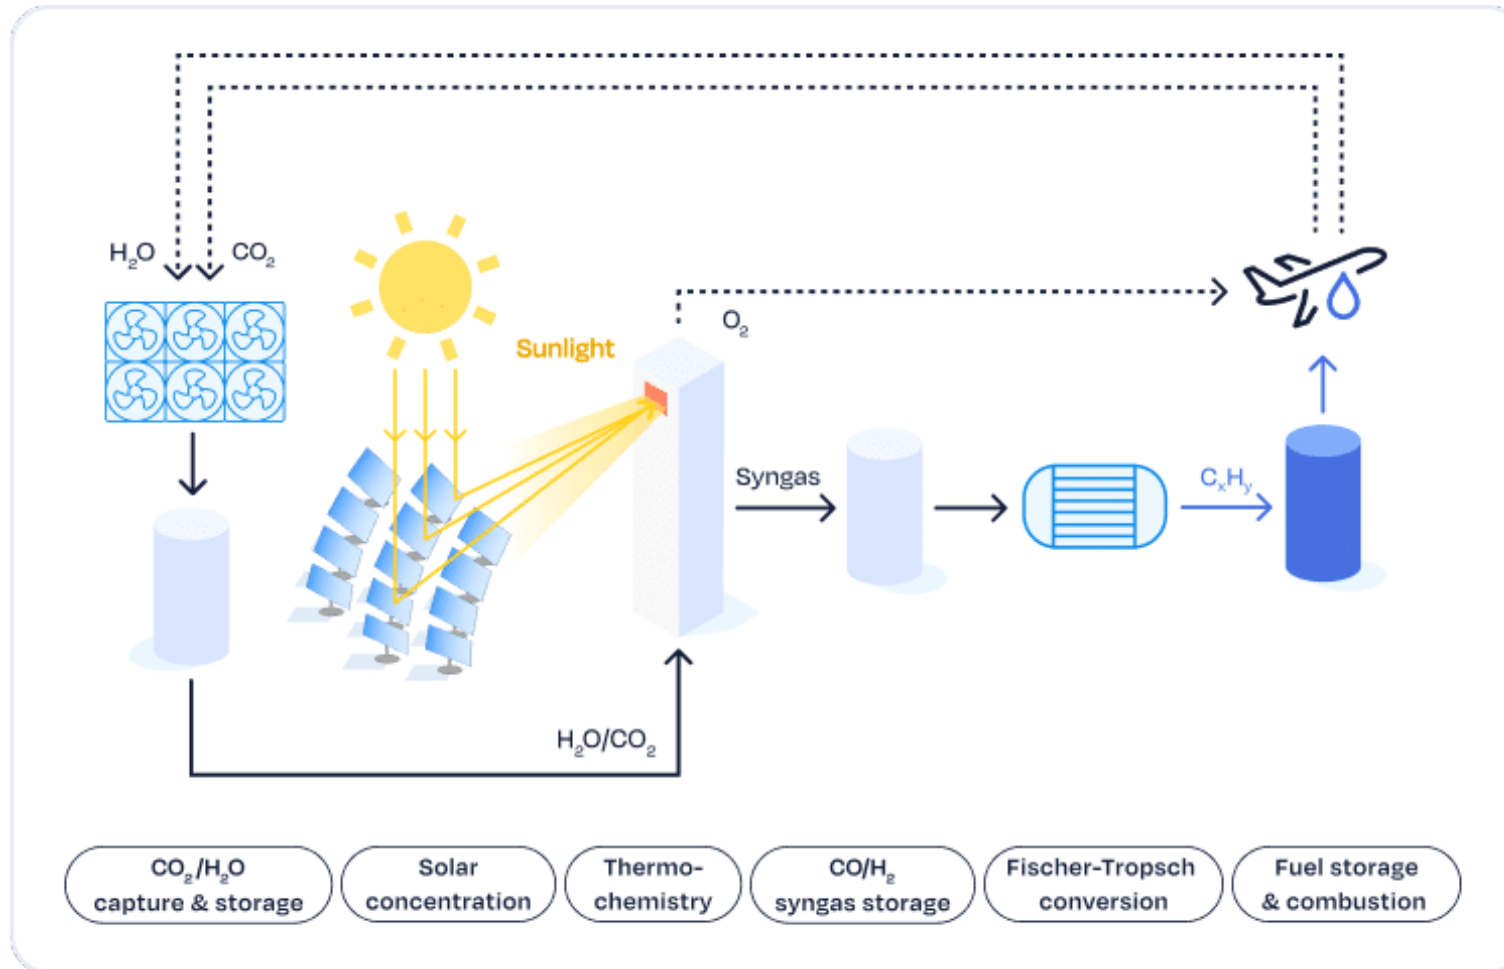 H₂O
CO₂
Sunlight
O₂
Syngas
CₓHᵧ
H₂O/CO₂
CO₂/H₂O
capture & storage
Solar
concentration
Thermo-
chemistry
CO/H₂
syngas storage
Fischer-Tropsch
conversion
Fuel storage
& combustion